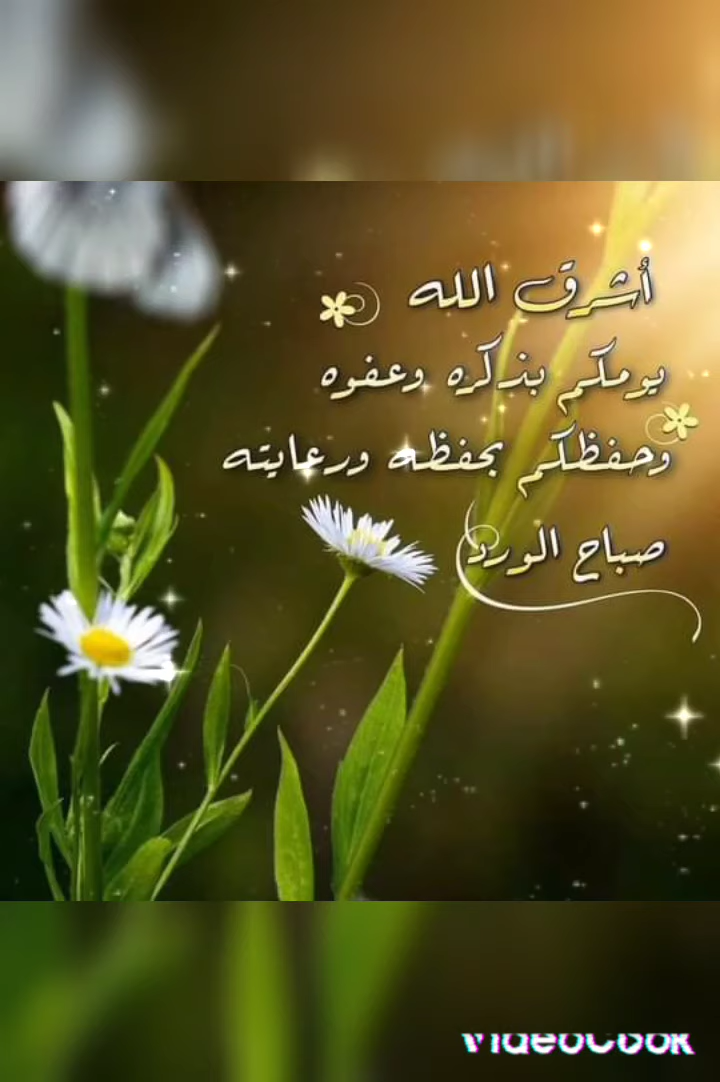 أشرق الله
يومكم بذكره وعفوه
وحفظكم بحفظه ورعايته
صباح الورد
VideoCook